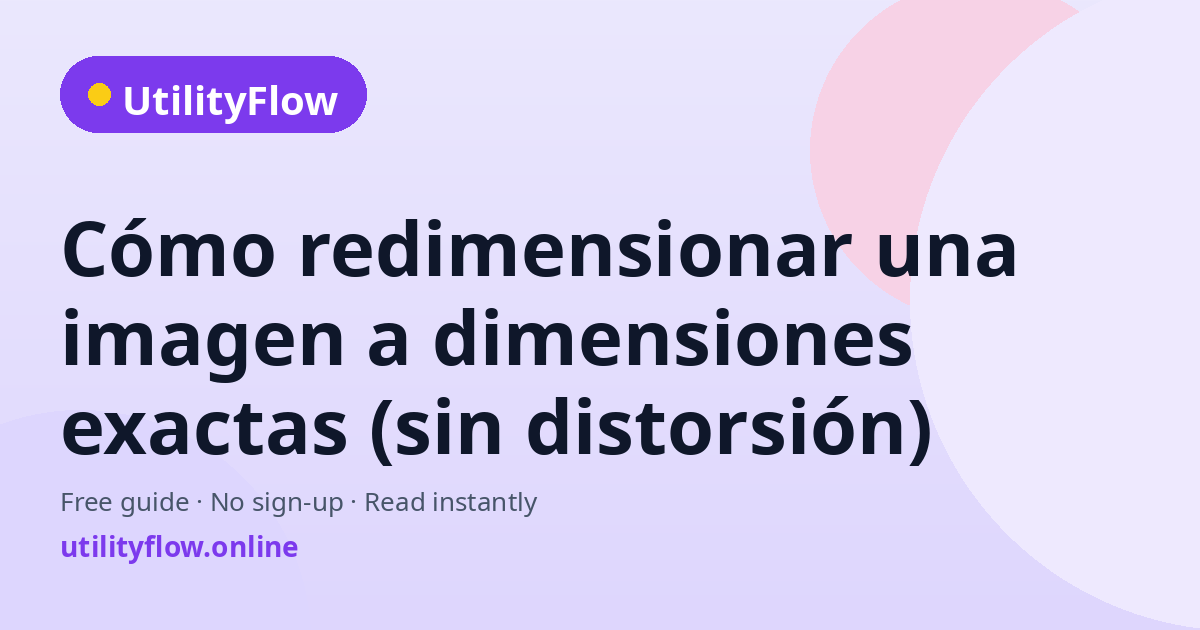 UtilityFlow
Cómo redimensionar una
imagen a dimensiones
exactas (sin distorsión)
Free guide · No sign-up · Read instantly
utilityflow.online